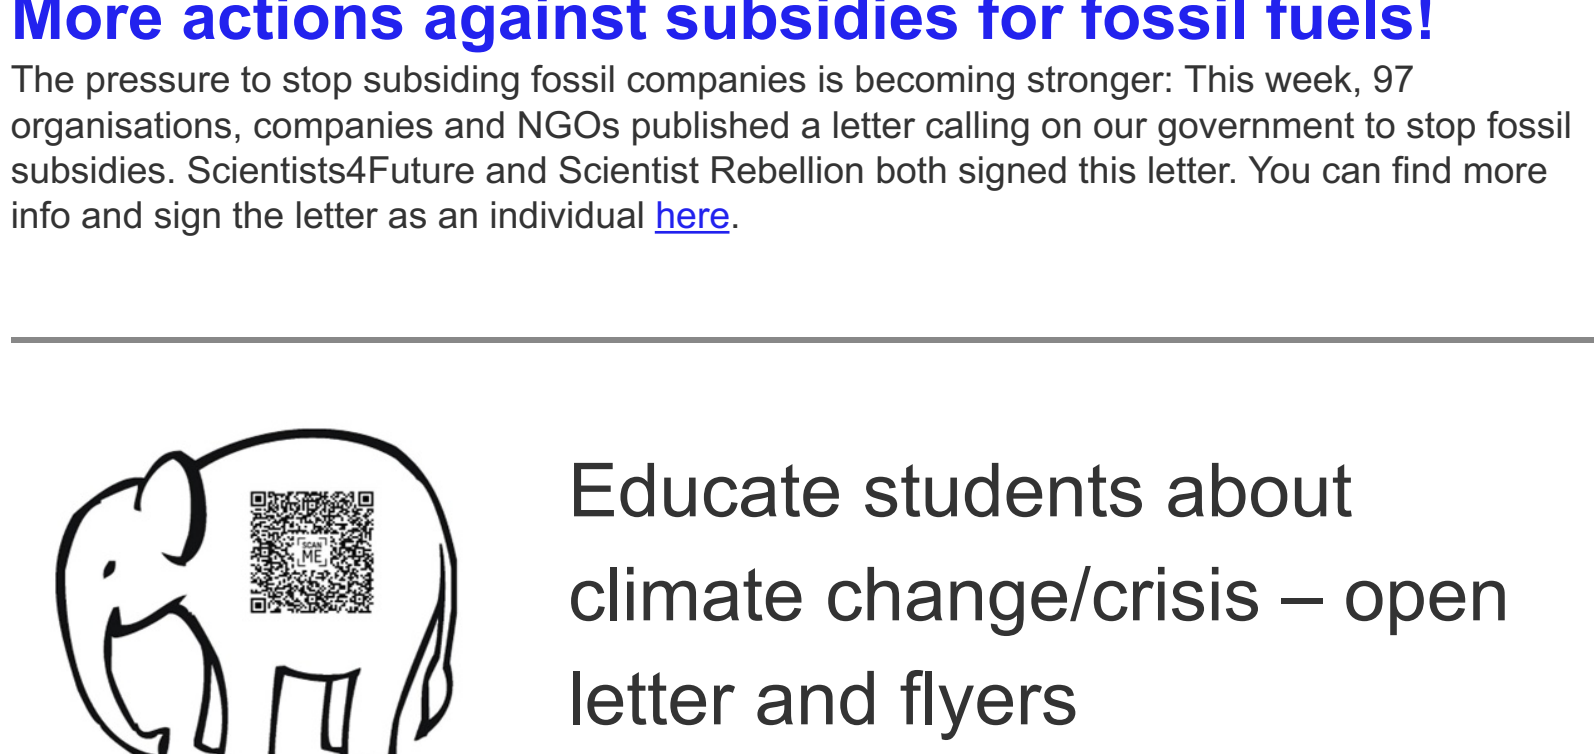 More actions against subsidies for fossil fuels!
The pressure to stop subsiding fossil companies is becoming stronger: This week, 97
organisations, companies and NGOs published a letter calling on our government to stop fossil
subsidies. Scientists4Future and Scientist Rebellion both signed this letter. You can find more
info and sign the letter as an individual here.
SCAN
ME
Educate students about
climate change/crisis – open
letter and flyers